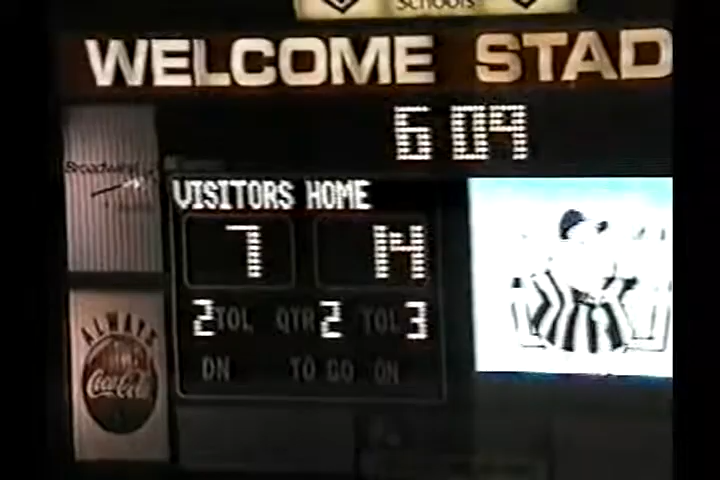 SCHOOLS
WELCOME STAD
6 09
VISITORS HOME
7 14
2 TOL QTR 2 TOL 3
DN TO GO ON
Broadway
ALWAYS
Coca-Cola